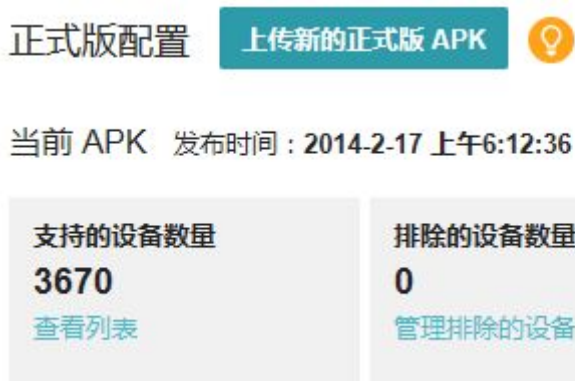 正式版配置 上传新的正式版 APK
当前 APK 发布时间：2014-2-17 上午6:12:36
支持的设备数量 排除的设备数量
3670 0
查看列表 管理排除的设备